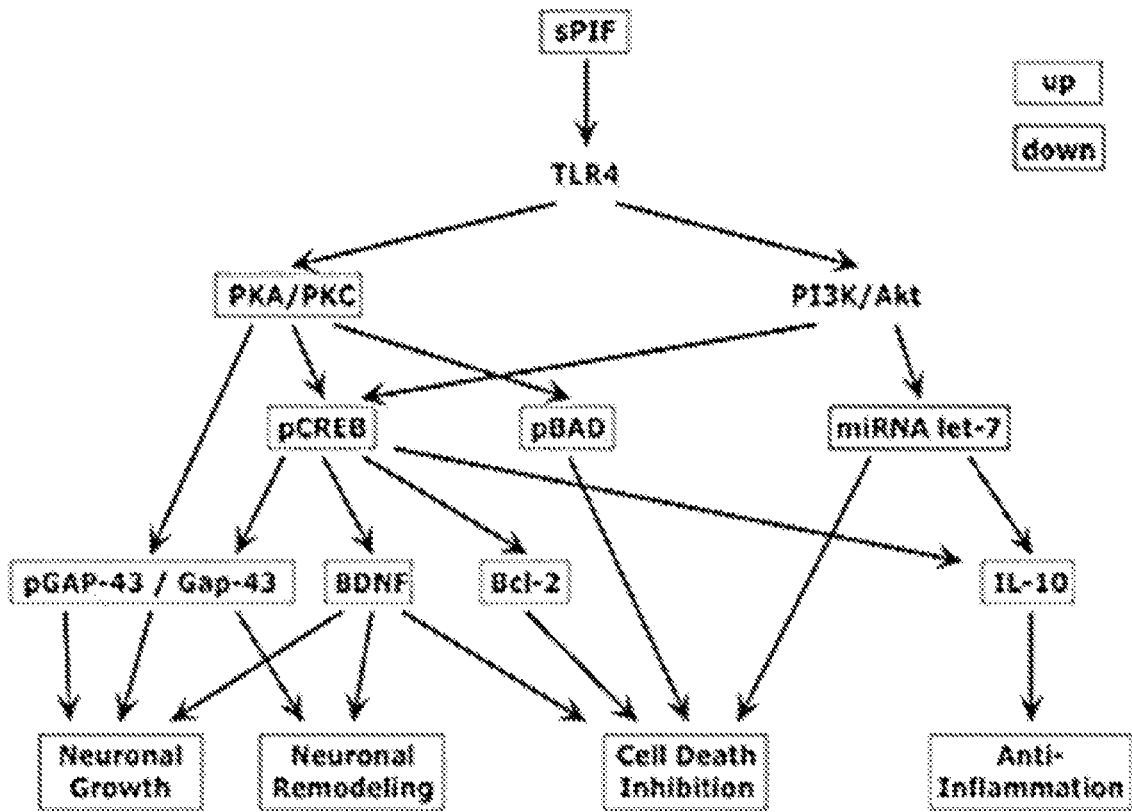 sPIF
up
down
TLR4
PKA/PKC
PI3K/Akt
pCREB
pBAD
miRNA let-7
pGAP-43 / Gap-43
BDNF
Bcl-2
IL-10
Neuronal
Growth
Neuronal
Remodeling
Cell Death
Inhibition
Anti-
Inflammation